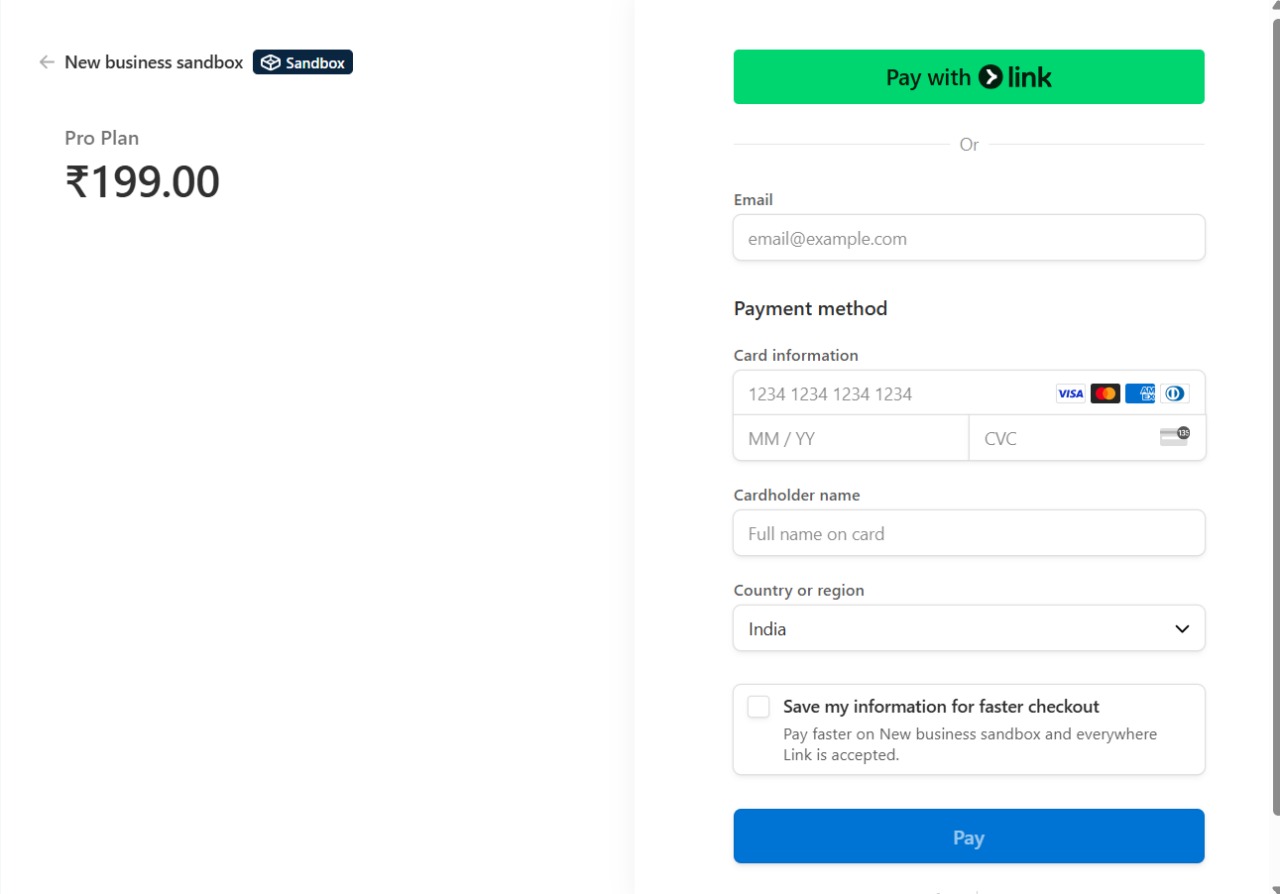 New business sandbox Sandbox
Pro Plan
₹199.00
Pay with link
Or
Email
email@example.com
Payment method
Card information
1234 1234 1234 1234 VISA AM EX
MM / YY CVC 135
Cardholder name
Full name on card
Country or region
India
Save my information for faster checkout
Pay faster on New business sandbox and everywhere
Link is accepted.
Pay